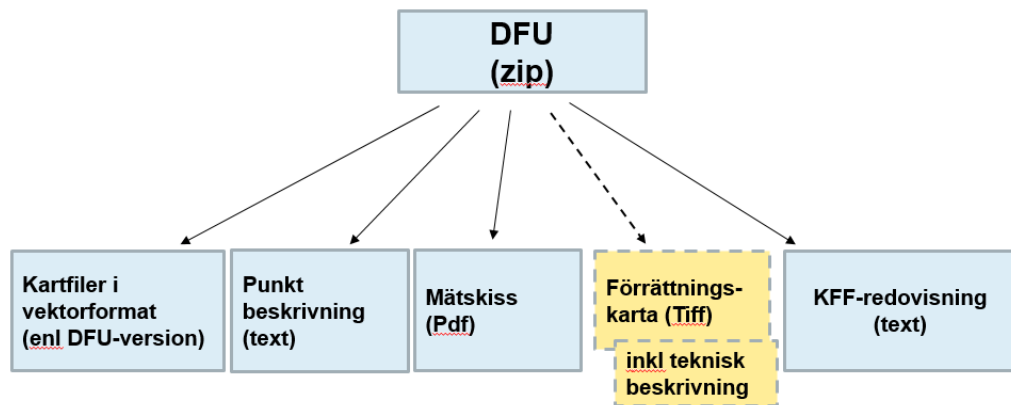 DFU
(zip)
Kartfiler i
vektorformat
(enl DFU-version)
Punkt
beskrivning
(text)
Mätskiss
(Pdf)
Förrättnings-
karta (Tiff)
inkl teknisk
beskrivning
KFF-redovisning
(text)